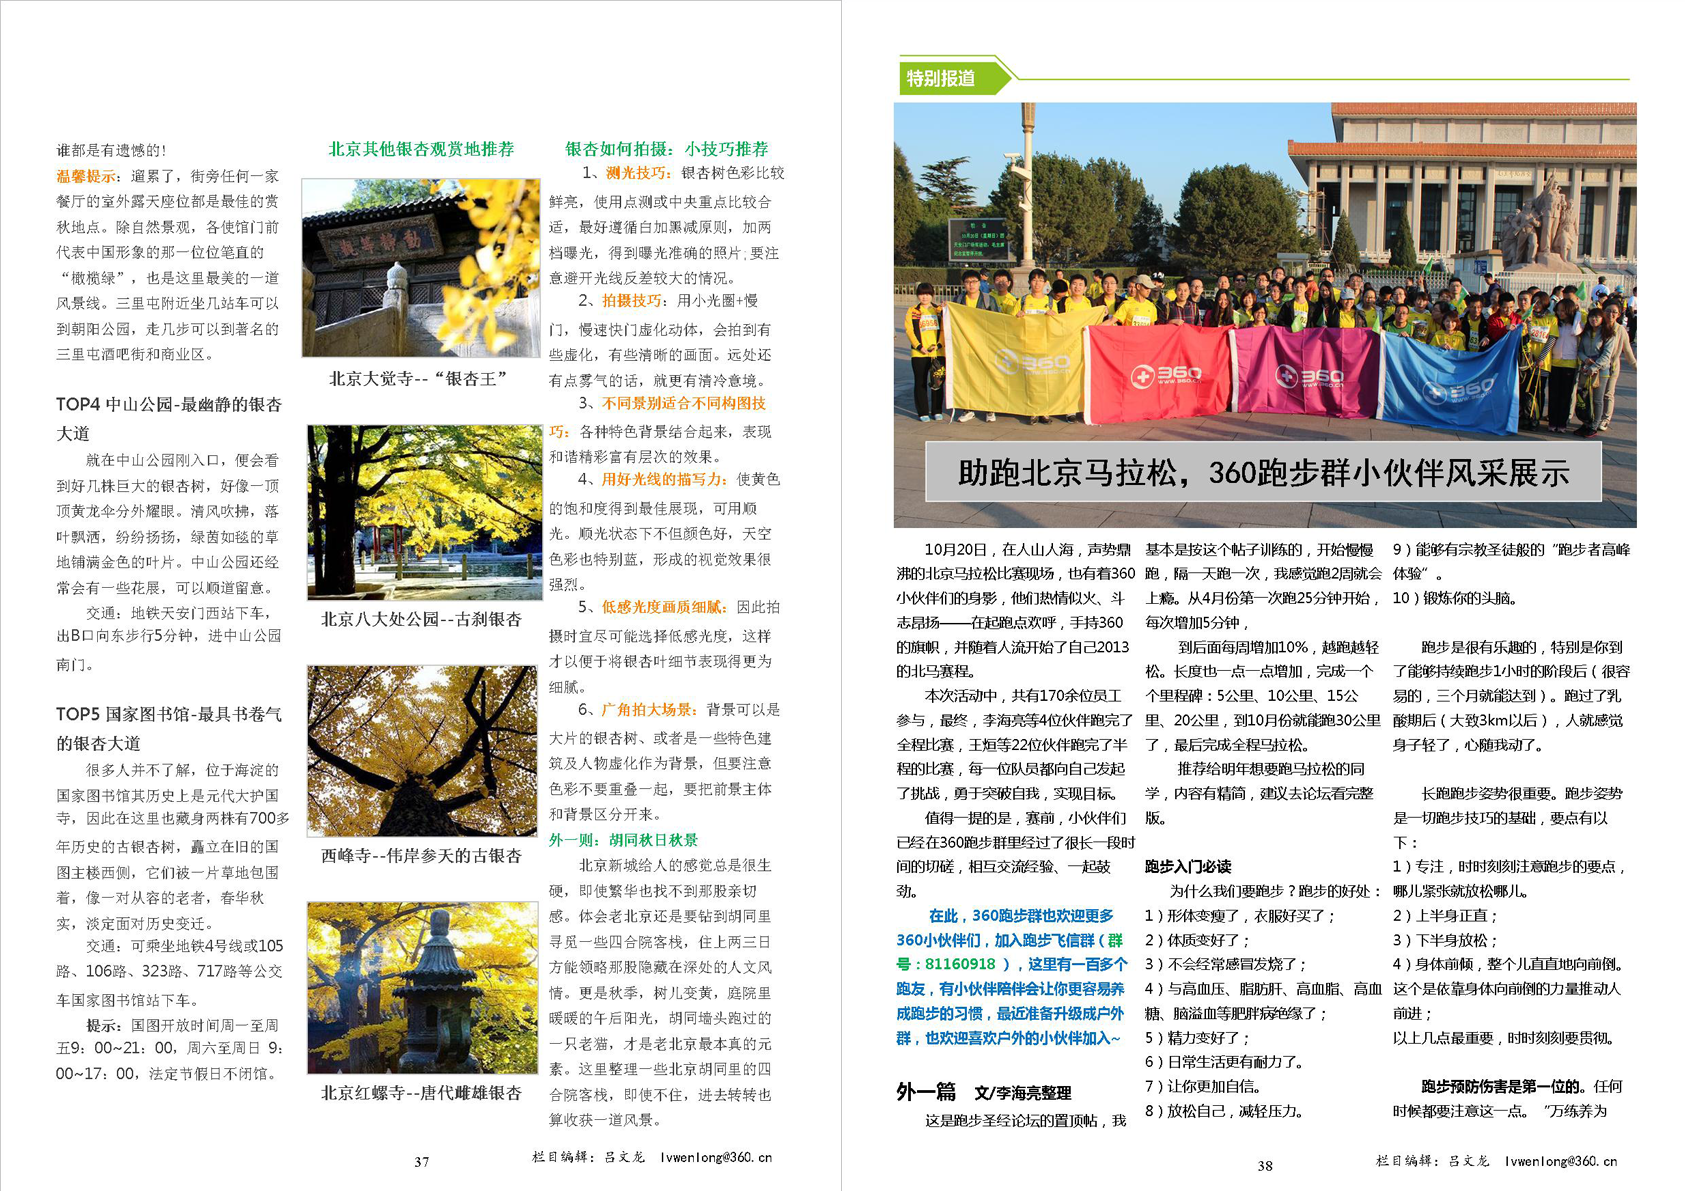 谁都是有遗憾的!
温馨提示：遛累了，街旁任何一家
餐厅的室外露天座位都是最佳的赏
秋地点。除自然景观，各使馆门前
代表中国形象的那一位位笔直的
“橄榄绿”，也是这里最美的一道
风景线。三里屯附近坐几站车可以
到朝阳公园，走几步可以到著名的
三里屯酒吧街和商业区。
TOP4 中山公园-最幽静的银杏
大道
就在中山公园刚入口，便会看
到好几株巨大的银杏树，好像一顶
顶黄龙伞分外耀眼。清风吹拂，落
叶飘洒，纷纷扬扬，绿茵如毯的草
地铺满金色的叶片。中山公园还经
常会有一些花展，可以顺道留意。
交通：地铁天安门西站下车，
出B口向东步行5分钟，进中山公园
南门。
TOP5 国家图书馆-最具书卷气
的银杏大道
很多人并不了解，位于海淀的
国家图书馆其历史上是元代大护国
寺，因此在这里也藏身两株有700多
年历史的古银杏树，矗立在旧的国
图主楼西侧，它们被一片草地包围
着，像一对从容的老者，春华秋
实，淡定面对历史变迁。
交通：可乘坐地铁4号线或105
路、106路、323路、717路等公交
车国家图书馆站下车。
提示：国图开放时间周一至周
五9：00~21：00，周六至周日 9：
00~17：00，法定节假日不闭馆。
北京其他银杏观赏地推荐
北京大觉寺--“银杏王”
北京八大处公园--古刹银杏
西峰寺--伟岸参天的古银杏
北京红螺寺--唐代雌雄银杏
银杏如何拍摄：小技巧推荐
1、测光技巧：银杏树色彩比较
鲜亮，使用点测或中央重点比较合
适，最好遵循白加黑减原则，加两
档曝光，得到曝光准确的照片;要注
意避开光线反差较大的情况。
2、拍摄技巧：用小光圈+慢
门，慢速快门虚化动体，会拍到有
些虚化，有些清晰的画面。远处还
有点雾气的话，就更有清冷意境。
3、不同景别适合不同构图技
巧：各种特色背景结合起来，表现
和谐精彩富有层次的效果。
4、用好光线的描写力：使黄色
的饱和度得到最佳展现，可用顺
光。顺光状态下不但颜色好，天空
色彩也特别蓝，形成的视觉效果很
强烈。
5、低感光度画质细腻：因此拍
摄时宜尽可能选择低感光度，这样
才以便于将银杏叶细节表现得更为
细腻。
6、广角拍大场景：背景可以是
大片的银杏树、或者是一些特色建
筑及人物虚化作为背景，但要注意
色彩不要重叠一起，要把前景主体
和背景区分开来。
外一则：胡同秋日秋景
北京新城给人的感觉总是很生
硬，即使繁华也找不到那股亲切
感。体会老北京还是要钻到胡同里
寻觅一些四合院客栈，住上两三日
方能领略那股隐藏在深处的人文风
情。更是秋季，树儿变黄，庭院里
暖暖的午后阳光，胡同墙头跑过的
一只老猫，才是老北京最本真的元
素。这里整理一些北京胡同里的四
合院客栈，即使不住，进去转转也
算收获一道风景。
37
栏目编辑：吕文龙 lvwenlong@360.cn
特别报道
360
www.360.cn
360
www.360.cn
360
www.360.cn
360
助跑北京马拉松，360跑步群小伙伴风采展示
10月20日，在人山人海，声势鼎
沸的北京马拉松比赛现场，也有着360
小伙伴们的身影，他们热情似火、斗
志昂扬——在起跑点欢呼，手持360
的旗帜，并随着人流开始了自己2013
的北马赛程。
本次活动中，共有170余位员工
参与，最终，李海亮等4位伙伴跑完了
全程比赛，王烜等22位伙伴跑完了半
程的比赛，每一位队员都向自己发起
了挑战，勇于突破自我，实现目标。
值得一提的是，赛前，小伙伴们
已经在360跑步群里经过了很长一段时
间的切磋，相互交流经验、一起鼓
劲。
在此，360跑步群也欢迎更多
360小伙伴们，加入跑步飞信群（群
号：81160918 ），这里有一百多个
跑友，有小伙伴陪伴会让你更容易养
成跑步的习惯，最近准备升级成户外
群，也欢迎喜欢户外的小伙伴加入~
外一篇 文/李海亮整理
这是跑步圣经论坛的置顶帖，我
基本是按这个帖子训练的，开始慢慢
跑，隔一天跑一次，我感觉跑2周就会
上瘾。从4月份第一次跑25分钟开始，
每次增加5分钟，
到后面每周增加10%，越跑越轻
松。长度也一点一点增加，完成一个
个里程碑：5公里、10公里、15公
里、20公里，到10月份就能跑30公里
了，最后完成全程马拉松。
推荐给明年想要跑马拉松的同
学，内容有精简，建议去论坛看完整
版。
跑步入门必读
为什么我们要跑步？跑步的好处：
1）形体变瘦了，衣服好买了；
2）体质变好了；
3）不会经常感冒发烧了；
4）与高血压、脂肪肝、高血脂、高血
糖、脑溢血等肥胖病绝缘了；
5）精力变好了；
6）日常生活更有耐力了。
7）让你更加自信。
8）放松自己，减轻压力。
9）能够有宗教圣徒般的“跑步者高峰
体验”。
10）锻炼你的头脑。
跑步是很有乐趣的，特别是你到
了能够持续跑步1小时的阶段后（很容
易的，三个月就能达到）。跑过了乳
酸期后（大致3km以后），人就感觉
身子轻了，心随我动了。
长跑跑步姿势很重要。跑步姿势
是一切跑步技巧的基础，要点有以
下：
1）专注，时时刻刻注意跑步的要点，
哪儿紧张就放松哪儿。
2）上半身正直；
3）下半身放松；
4）身体前倾，整个儿直直地向前倒。
这个是依靠身体向前倒的力量推动人
前进；
以上几点最重要，时时刻刻要贯彻。
跑步预防伤害是第一位的。任何
时候都要注意这一点。“万练养为
38
栏目编辑：吕文龙 lvwenlong@360.cn